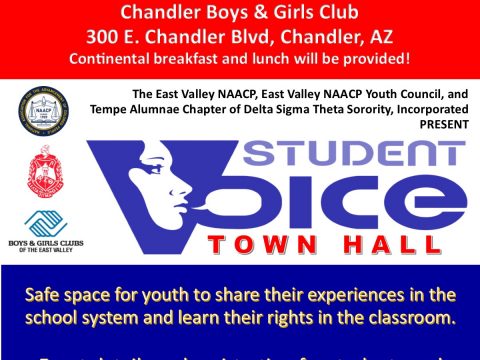 Chandler Boys & Girls Club
300 E. Chandler Blvd, Chandler, AZ
Continental breakfast and lunch will be provided!
The East Valley NAACP, East Valley NAACP Youth Council, and
Tempe Alumnae Chapter of Delta Sigma Theta Sorority, Incorporated
PRESENT
NAACP
STUDENT
VOICE
TOWN HALL
BOYS & GIRLS CLUBS
OF THE EAST VALLEY
Safe space for youth to share their experiences in the
school system and learn their rights in the classroom.